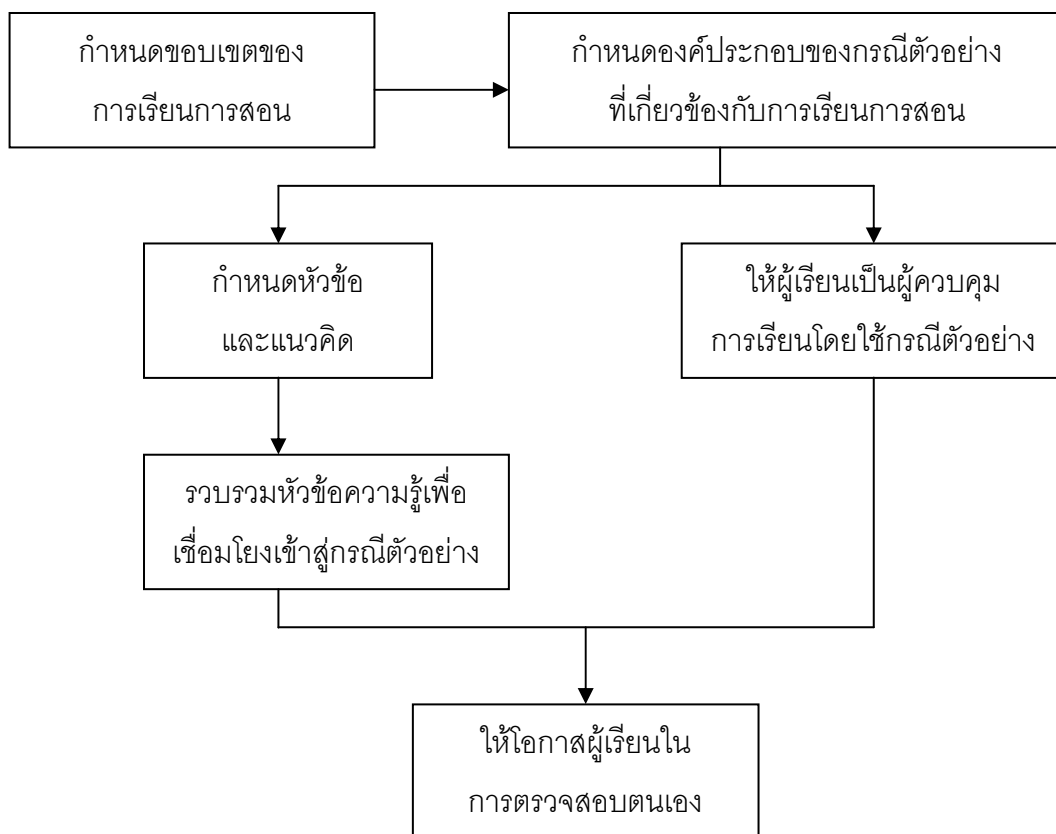 กำหนดขอบเขตของ
การเรียนการสอน
กำหนดองค์ประกอบของกรณีตัวอย่าง
ที่เกี่ยวข้องกับการเรียนการสอน
กำหนดหัวข้อ
และแนวคิด
ให้ผู้เรียนเป็นผู้ควบคุม
การเรียนโดยใช้กรณีตัวอย่าง
รวบรวมหัวข้อความรู้เพื่อ
เชื่อมโยงเข้าสู่กรณีตัวอย่าง
ให้โอกาสผู้เรียนใน
การตรวจสอบตนเอง